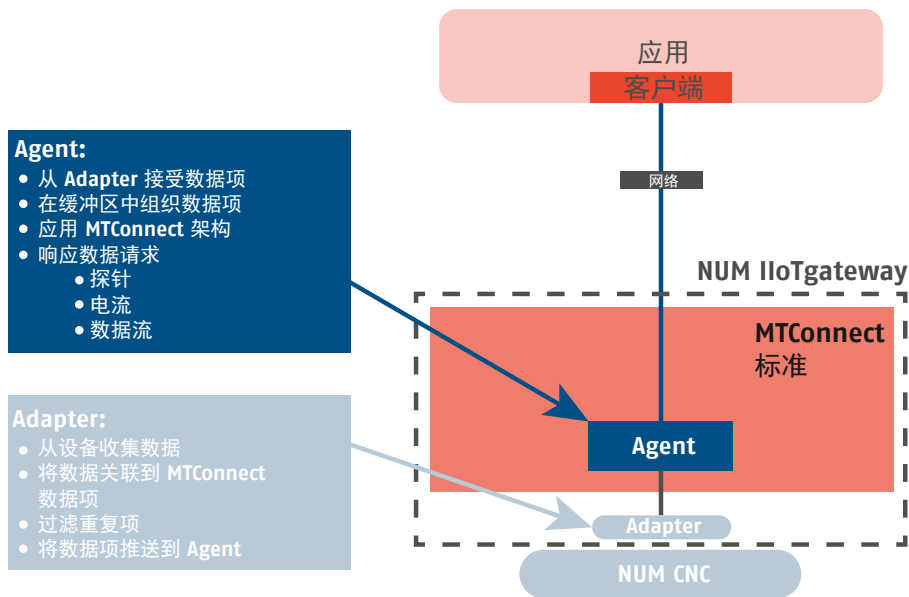 应用
客户端
网络
NUM IIoTgateway
MTConnect
标准
Agent
Adapter
NUM CNC
Agent:
从 Adapter 接受数据项
在缓冲区中组织数据项
应用 MTConnect 架构
响应数据请求
探针
电流
数据流
Adapter:
从设备收集数据
将数据关联到 MTConnect
数据项
过滤重复项
将数据项推送到 Agent